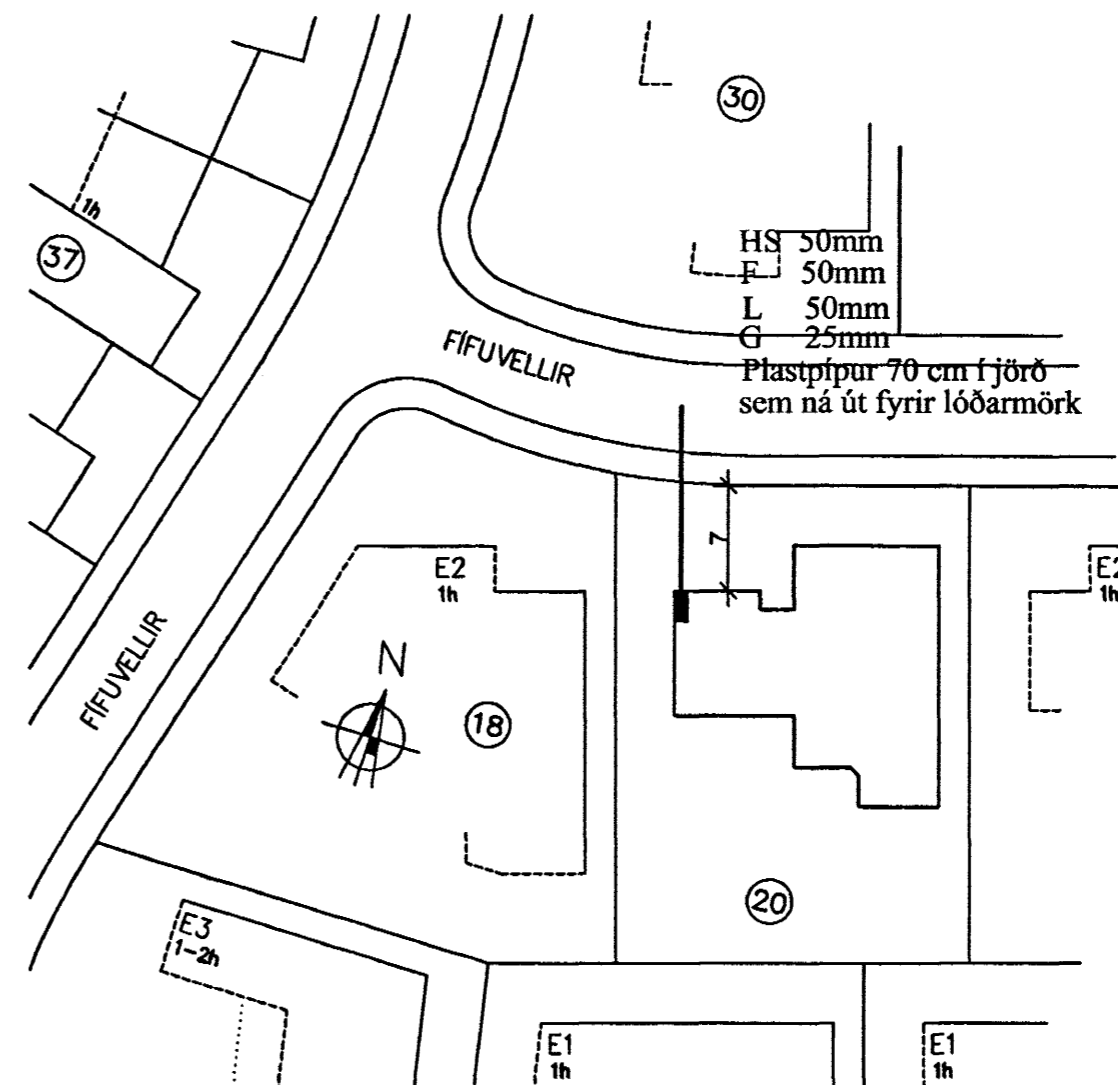 30
1h
37
HS 50mm
F 50mm
L 50mm
G 25mm
Plastpípur 70 cm í jörð
sem ná út fyrir lóðarmörk
FÍFUVELLIR
7
E2
1h
E2
1h
FÍFUVELLIR
N
18
20
E3
1-2h
E1
1h
E1
1h